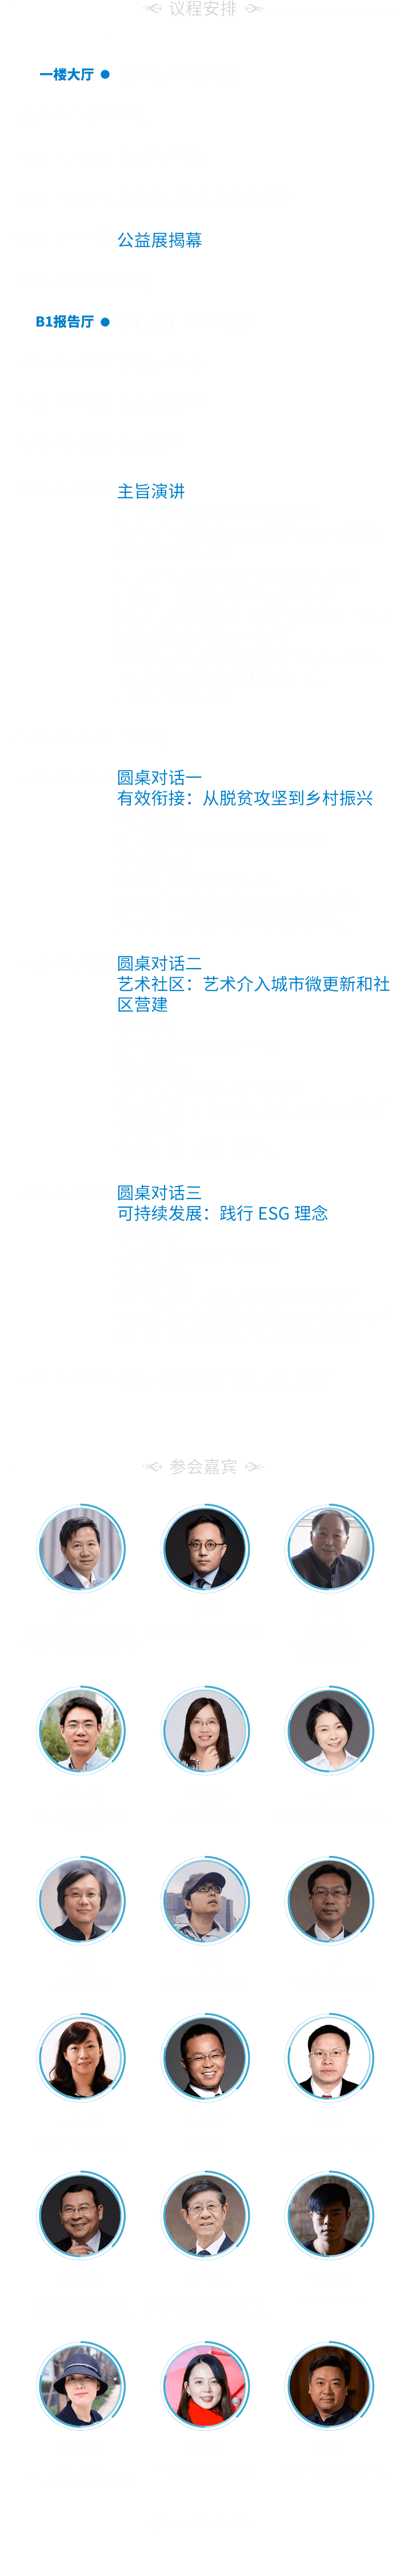 议程安排
一楼大厅
公益展揭幕
B1报告厅
主旨演讲
圆桌对话一
有效衔接：从脱贫攻坚到乡村振兴
圆桌对话二
艺术社区：艺术介入城市微更新和社
区营建
圆桌对话三
可持续发展：践行 ESG 理念
参会嘉宾